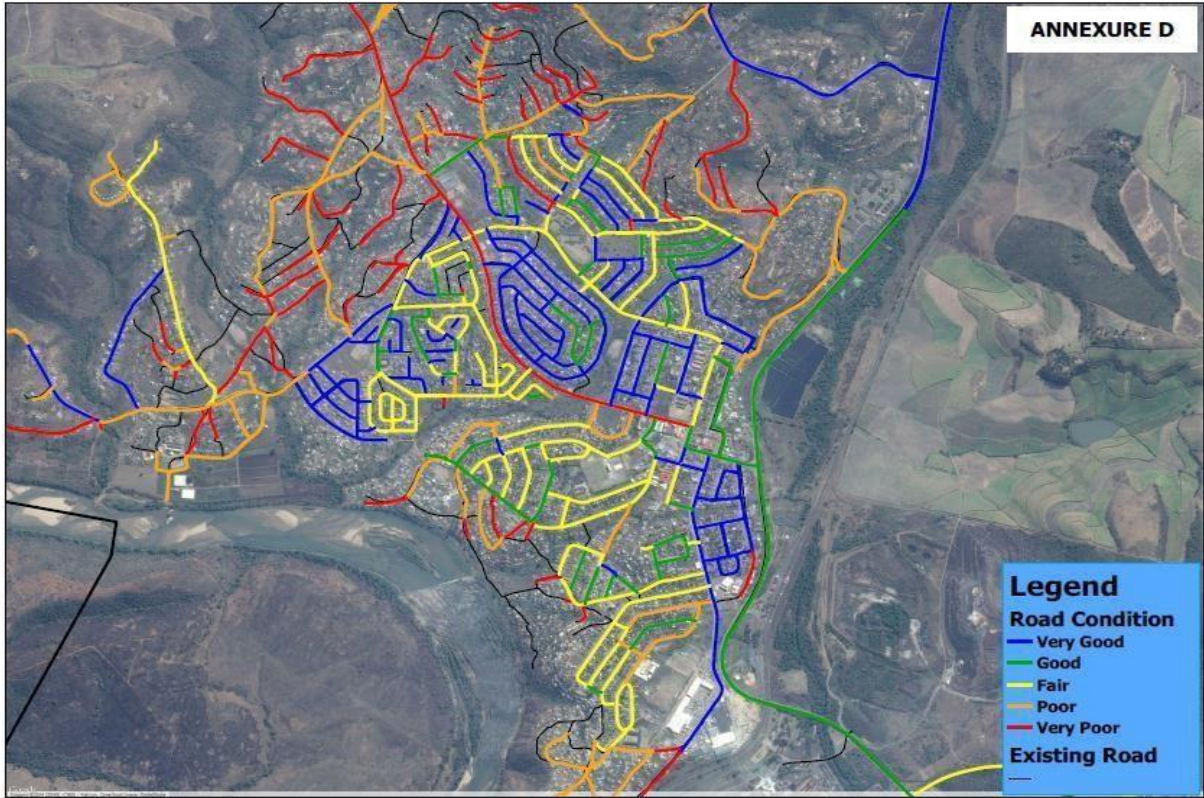 ANNEXURE D
Legend
Road Condition
Very Good
Good
Fair
Poor
Very Poor
Existing Road